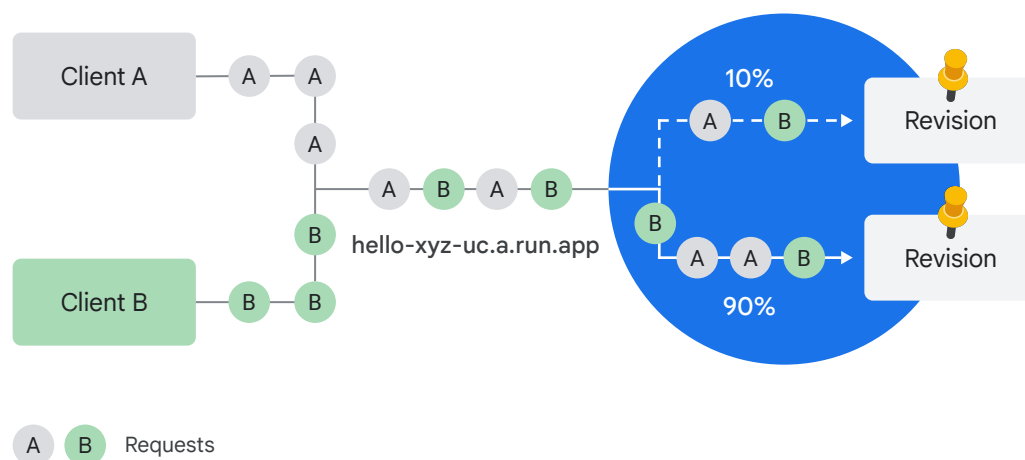 Client A
A
A
A
A
B
A
B
hello-xyz-uc.a.run.app
B
Client B
B
B
10%
A
B
Revision
B
A
A
B
Revision
90%
A
B
Requests